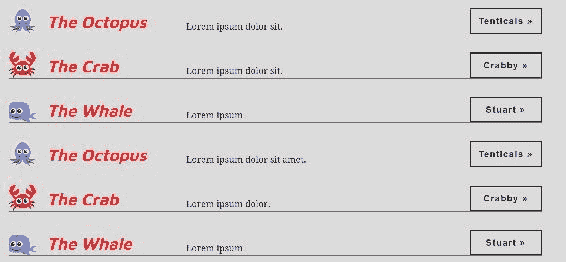 The Octopus Lorem ipsum dolor sit. Tenticals »
The Crab Lorem ipsum dolor sit. Crabby »
The Whale Lorem ipsum Stuart »
The Octopus Lorem ipsum dolor sit amet. Tenticals »
The Crab Lorem ipsum dolor. Crabby »
The Whale Lorem ipsum Stuart »